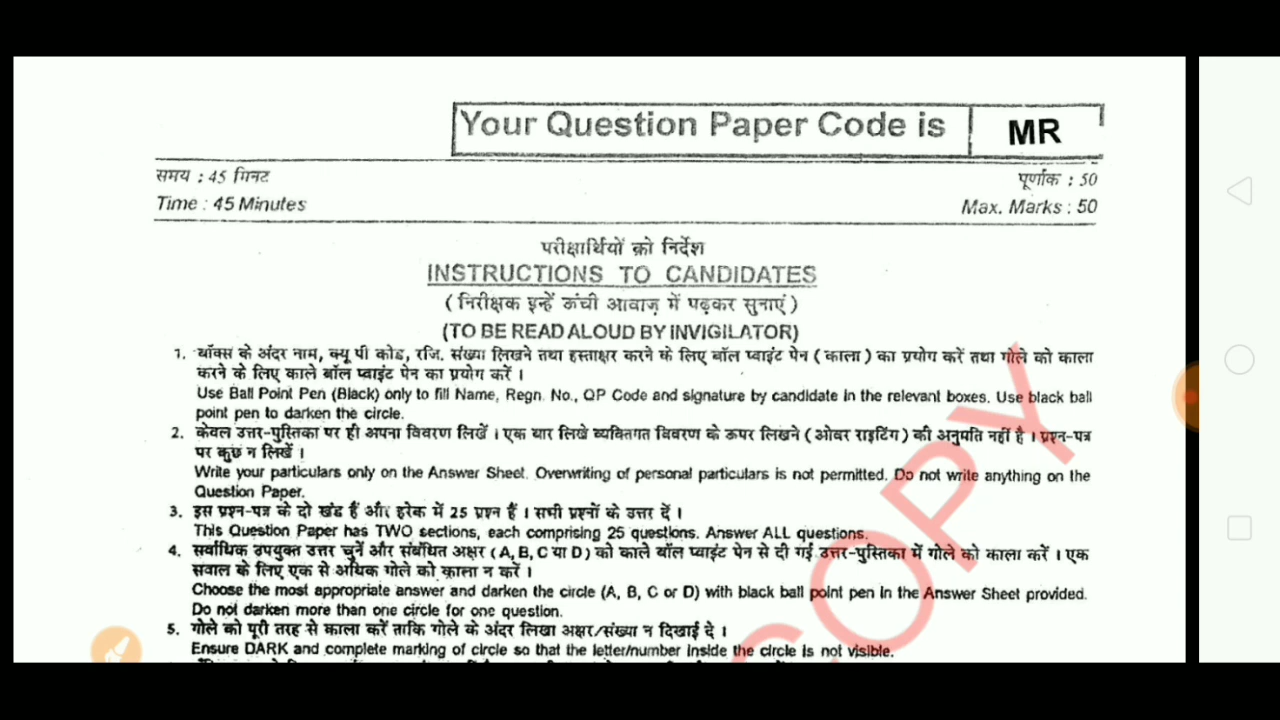 Your Question Paper Code is MR
समय : 45 मिनट
पूर्णांक : 50
Time : 45 Minutes
Max. Marks : 50
परीक्षार्थियों को निर्देश
INSTRUCTIONS TO CANDIDATES
( निरीक्षक इन्हें ऊंची आवाज़ में पढ़कर सुनाएं )
(TO BE READ ALOUD BY INVIGILATOR)
1. बॉक्स के अंदर नाम, क्यू पी कोड, रजि. संख्या लिखने तथा हस्ताक्षर करने के लिए बॉल प्वाइंट पेन ( काला ) का प्रयोग करें तथा गोले को काला
करने के लिए काले बॉल प्वाइंट पेन का प्रयोग करें ।
Use Ball Point Pen (Black) only to fill Name, Regn. No., QP Code and signature by candidate in the relevant boxes. Use black ball
point pen to darken the circle.
2. केवल उत्तर-पुस्तिका पर ही अपना विवरण लिखें । एक बार लिखे व्यक्तिगत विवरण के ऊपर लिखने ( ओवर राइटिंग ) की अनुमति नहीं है । प्रश्न-पत्र
पर कुछ न लिखें ।
Write your particulars only on the Answer Sheet. Overwriting of personal particulars is not permitted. Do not write anything on the
Question Paper.
3. इस प्रश्न-पत्र के दो खंड हैं और हरेक में 25 प्रश्न हैं । सभी प्रश्नों के उत्तर दें ।
This Question Paper has TWO sections, each comprising 25 questions. Answer ALL questions.
4. सर्वाधिक उपयुक्त उत्तर चुनें और संबंधित अक्षर ( A, B, C या D ) को काले बॉल प्वाइंट पेन से दी गई उत्तर-पुस्तिका में गोले को काला करें । एक
सवाल के लिए एक से अधिक गोले को काला न करें ।
Choose the most appropriate answer and darken the circle (A, B, C or D) with black ball point pen in the Answer Sheet provided.
Do not darken more than one circle for one question.
5. गोले को पूरी तरह से काला करें ताकि गोले के अंदर लिखा अक्षर/संख्या न दिखाई दे ।
Ensure DARK and complete marking of circle so that the letter/number inside the circle is not visible.
COPY